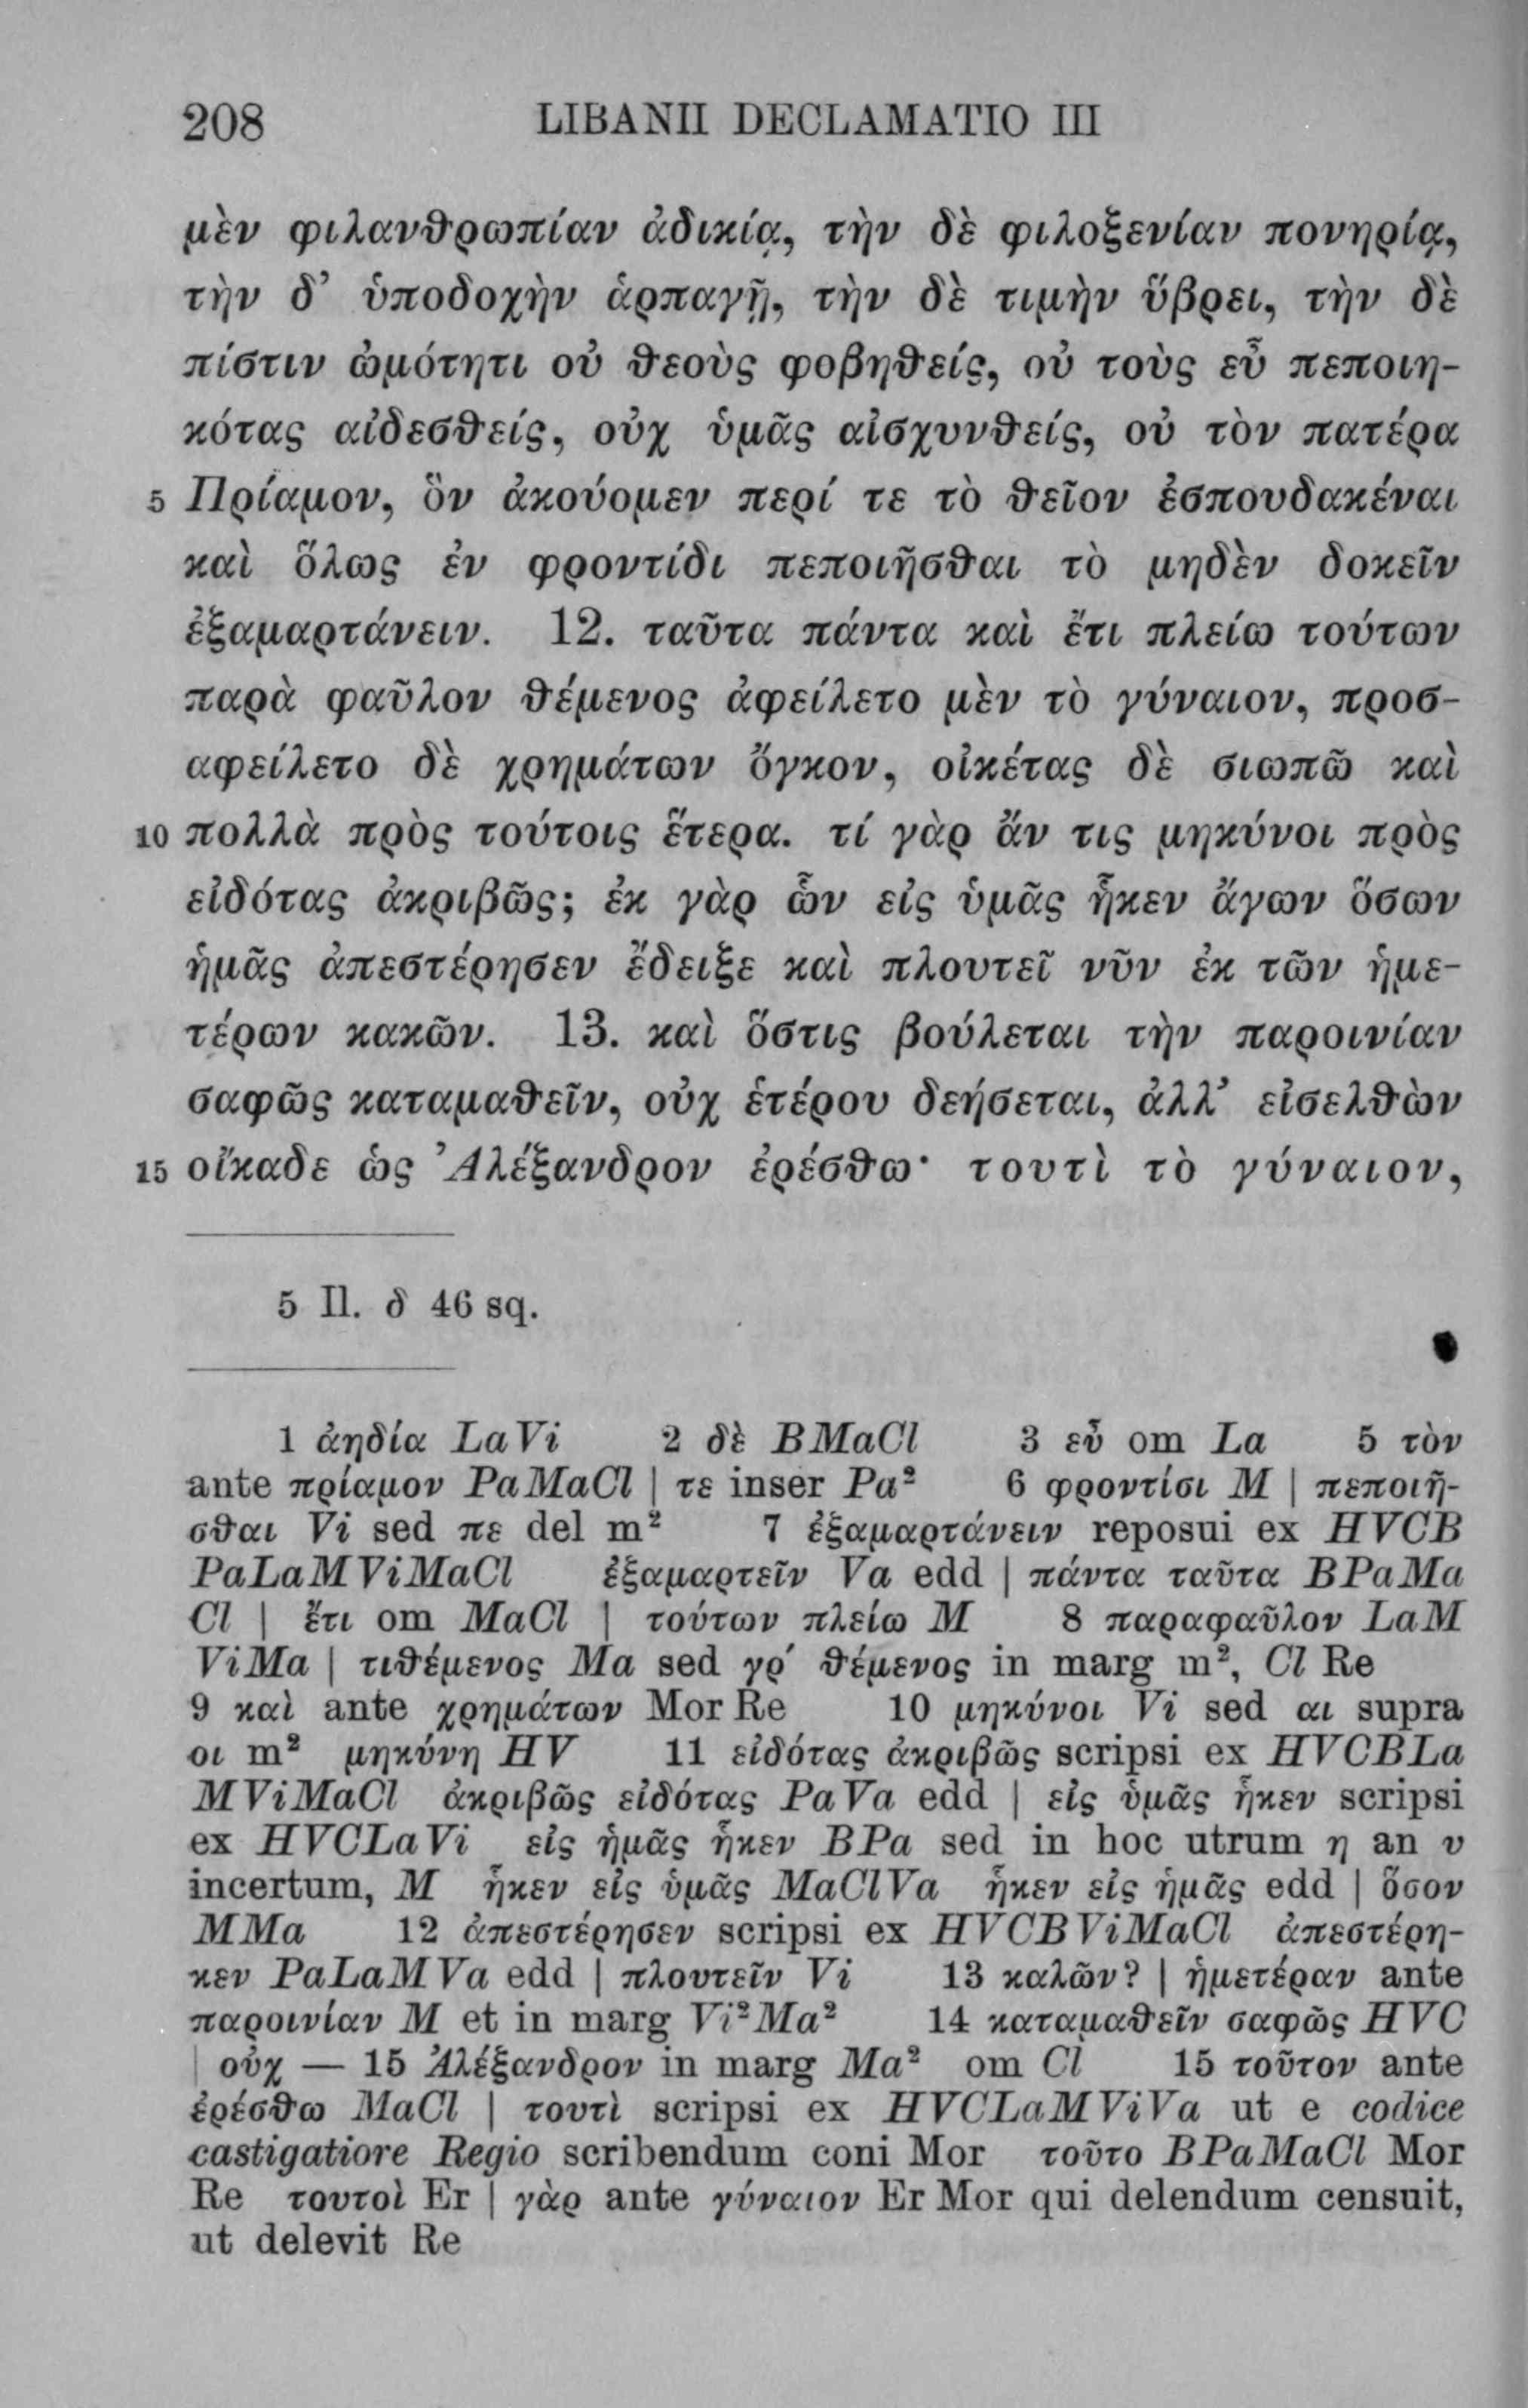 208 LIBANII DECLAMATIO III
μὲν φιλανθρωπίαν ἀδικίᾳ, τὴν δὲ φιλοξενίαν πονηρίᾳ,
τὴν δ’ ὑποδοχὴν ἁρπαγῇ, τὴν δὲ τιμὴν ὕβρει, τὴν δὲ
πίστιν ὠμότητι οὐ θεοὺς φοβηθείς, οὐ τοὺς εὖ πεποιη-
κότας αἰδεσθείς, οὐχ ὑμᾶς αἰσχυνθείς, οὐ τὸν πατέρα
5 Πρίαμον, ὃν ἀκούομεν περί τε τὸ θεῖον ἐσπουδακέναι
καὶ ὅλως ἐν φροντίδι πεποιῆσθαι τὸ μηδὲν δοκεῖν
ἐξαμαρτάνειν. 12. ταῦτα πάντα καὶ ἔτι πλείω τούτων
παρὰ φαῦλον θέμενος ἀφείλετο μὲν τὸ γύναιον, προσ-
αφείλετο δὲ χρημάτων ὄγκον, οἰκέτας δὲ σιωπῶ καὶ
10 πολλὰ πρὸς τούτοις ἕτερα. τί γὰρ ἄν τις μηκύνοι πρὸς
εἰδότας ἀκριβῶς; ἐκ γὰρ ὧν εἰς ὑμᾶς ἧκεν ἄγων ὅσων
ἡμᾶς ἀπεστέρησεν ἔδειξε καὶ πλουτεῖ νῦν ἐκ τῶν ἡμε-
τέρων κακῶν. 13. καὶ ὅστις βούλεται τὴν παροινίαν
σαφῶς καταμαθεῖν, οὐχ ἑτέρου δεήσεται, ἀλλ’ εἰσελθὼν
15 οἴκαδε ὡς Ἀλέξανδρον ἐρέσθω· τουτὶ τὸ γύναιον,
5 Il. δ 46 sq.
1 ἀηδία LaVi 2 δὲ BMaCl 3 εὖ om La 5 τὸν
ante πρίαμον PaMaCl | τε inser Pa² 6 φροντίσι M | πεποιῆ-
σθαι Vi sed πε del m² 7 ἐξαμαρτάνειν reposui ex HVCB
PaLaMViMaCl ἐξαμαρτεῖν Va edd | πάντα ταῦτα BPaMa
Cl | ἔτι om MaCl | τούτων πλείω M 8 παραφαῦλον LaM
ViMa | τιθέμενος Ma sed γρ´ θέμενος in marg m², Cl Re
9 καὶ ante χρημάτων Mor Re 10 μηκύνοι Vi sed αι supra
οι m² μηκύνη HV 11 εἰδότας ἀκριβῶς scripsi ex HVCBLa
MViMaCl ἀκριβῶς εἰδότας PaVa edd | εἰς ὑμᾶς ἧκεν scripsi
ex HVCLaVi εἰς ἡμᾶς ἧκεν BPa sed in hoc utrum η an υ
incertum, M ἧκεν εἰς ὑμᾶς MaClVa ἧκεν εἰς ἡμᾶς edd | ὅσον
MMa 12 ἀπεστέρησεν scripsi ex HVCBViMaCl ἀπεστέρη-
κεν PaLaMVa edd | πλουτεῖν Vi 13 καλῶν? | ἡμετέραν ante
παροινίαν M et in marg Vi²Ma² 14 καταμαθεῖν σαφῶς HVC
| οὐχ — 15 Ἀλέξανδρον in marg Ma² om Cl 15 τοῦτον ante
ἐρέσθω MaCl | τουτὶ scripsi ex HVCLaMViVa ut e codice
castigatiore Regio scribendum coni Mor τοῦτο BPaMaCl Mor
Re τουτοὶ Er | γὰρ ante γύναιον Er Mor qui delendum censuit,
ut delevit Re